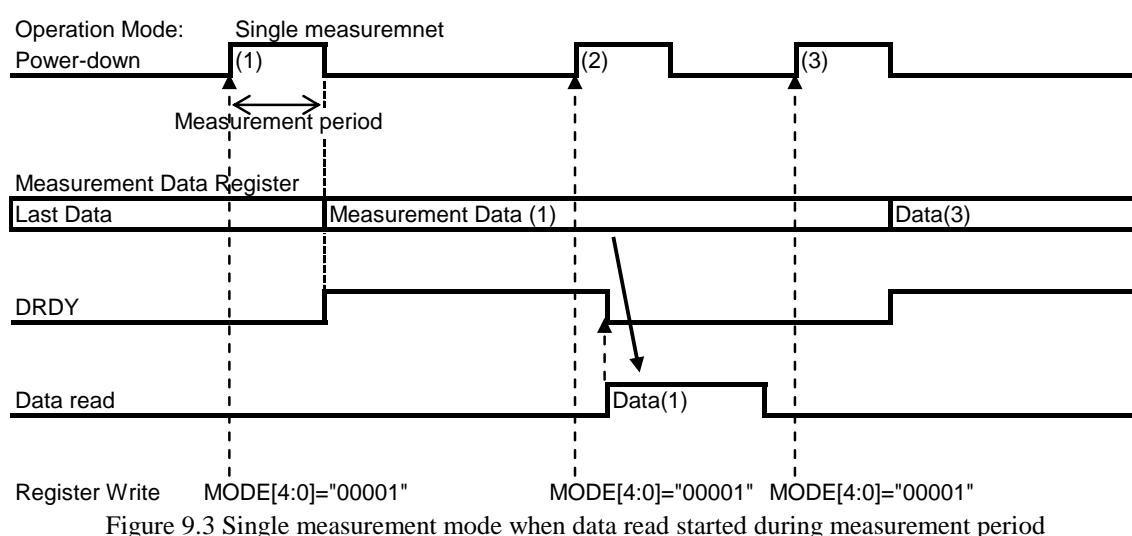 Operation Mode: Single measuremnet
Power-down (1) (2) (3)
Measurement period
Measurement Data Register
Last Data Measurement Data (1) Data(3)
DRDY
Data read Data(1)
Register Write MODE[4:0]="00001" MODE[4:0]="00001" MODE[4:0]="00001"
Figure 9.3 Single measurement mode when data read started during measurement period